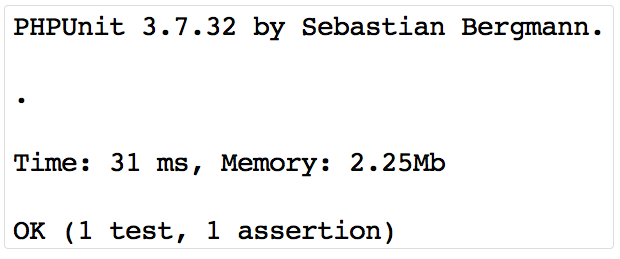 PHPUnit 3.7.32 by Sebastian Bergmann.
.
Time: 31 ms, Memory: 2.25Mb
OK (1 test, 1 assertion)